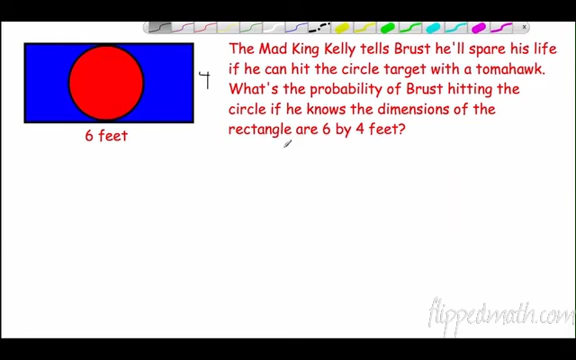 The Mad King Kelly tells Brust he'll spare his life
if he can hit the circle target with a tomahawk.
What's the probability of Brust hitting the
circle if he knows the dimensions of the
rectangle are 6 by 4 feet?
4
6 feet
flippedmath.com